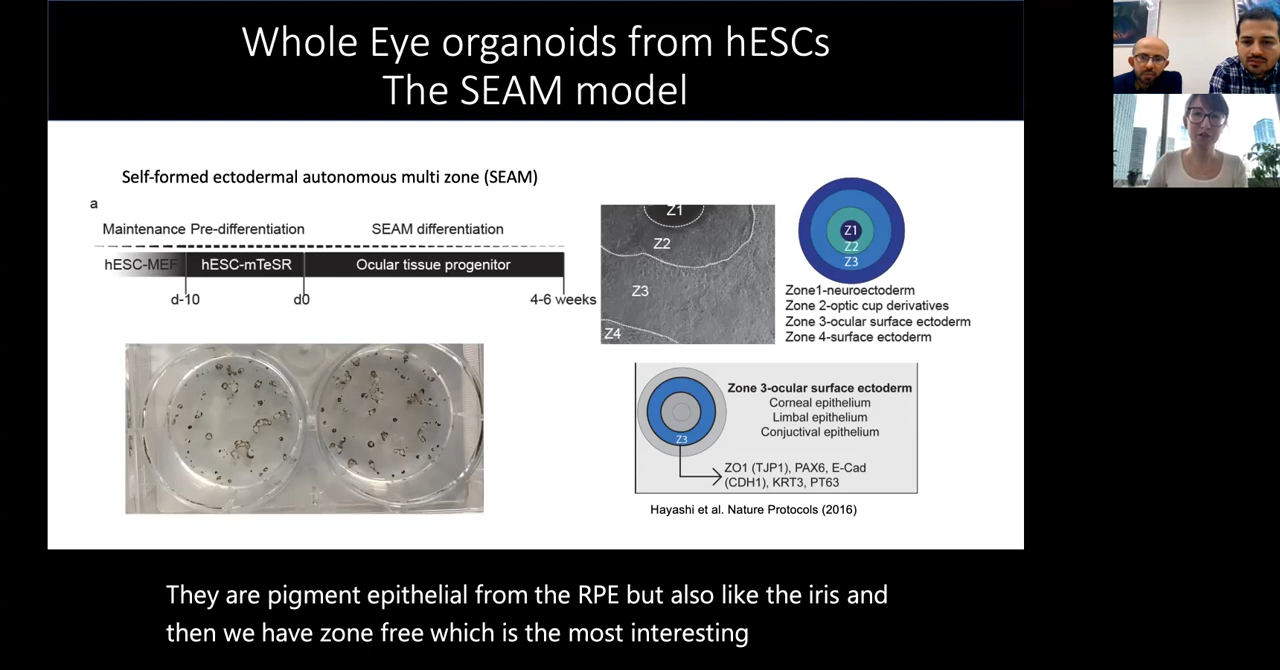 Whole Eye organoids from hESCs
The SEAM model
Self-formed ectodermal autonomous multi zone (SEAM)
a
Maintenance Pre-differentiation SEAM differentiation
hESC-MEF hESC-mTeSR Ocular tissue progenitor
d-10 d0 4-6 weeks
Z1
Z2
Z3
Z4
Z1
Z2
Z3
Zone1-neuroectoderm
Zone 2-optic cup derivatives
Zone 3-ocular surface ectoderm
Zone 4-surface ectoderm
Zone 3-ocular surface ectoderm
Corneal epithelium
Limbal epithelium
Conjuctival epithelium
Z3
ZO1 (TJP1), PAX6, E-Cad
(CDH1), KRT3, PT63
Hayashi et al. Nature Protocols (2016)
They are pigment epithelial from the RPE but also like the iris and
then we have zone free which is the most interesting